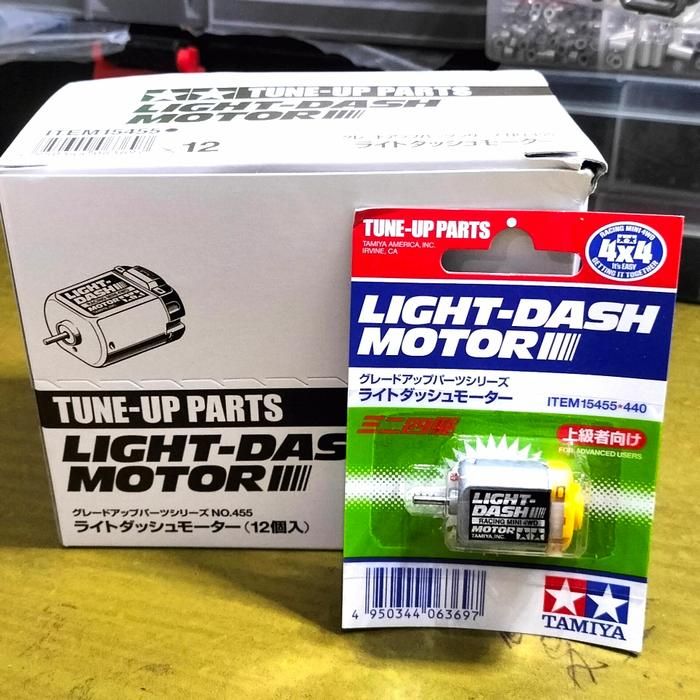 TUNE-UP PARTS
LIGHT-DASH
MOTOR
ITEM15455
12
ライトダッシュモーター
LIGHT-
DASH
MOTOR
TUNE-UP PARTS
LIGHT-DAS
MOTOR
グレードアップパーツシリーズ NO.455
ライトダッシュモーター(12個入)
TUNE-UP PARTS
TAMIYA AMERICA, INC.
IRVINE, CA
RACING MINI 4WD
4x4
It's EASY
GETTING IT TOGETHER
LIGHT-DASH
MOTOR
グレードアップパーツシリーズ
ライトダッシュモーター
ITEM15455*440
ミニ四駆
上級者向け
FOR ADVANCED USERS
LIGHT-
DASH
RACING MINI 4WD
MOTOR
TAMIYA, INC.
4 950344 063697
TAMIYA